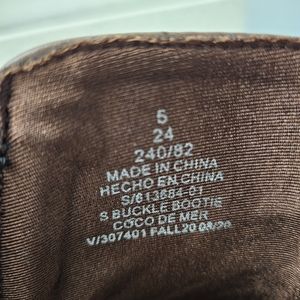 5
24
240/82
MADE IN CHINA
HECHO EN CHINA
S/613684-01
S BUCKLE BOOTIE
COCO DE MER
V/307401 FALL20 08/20